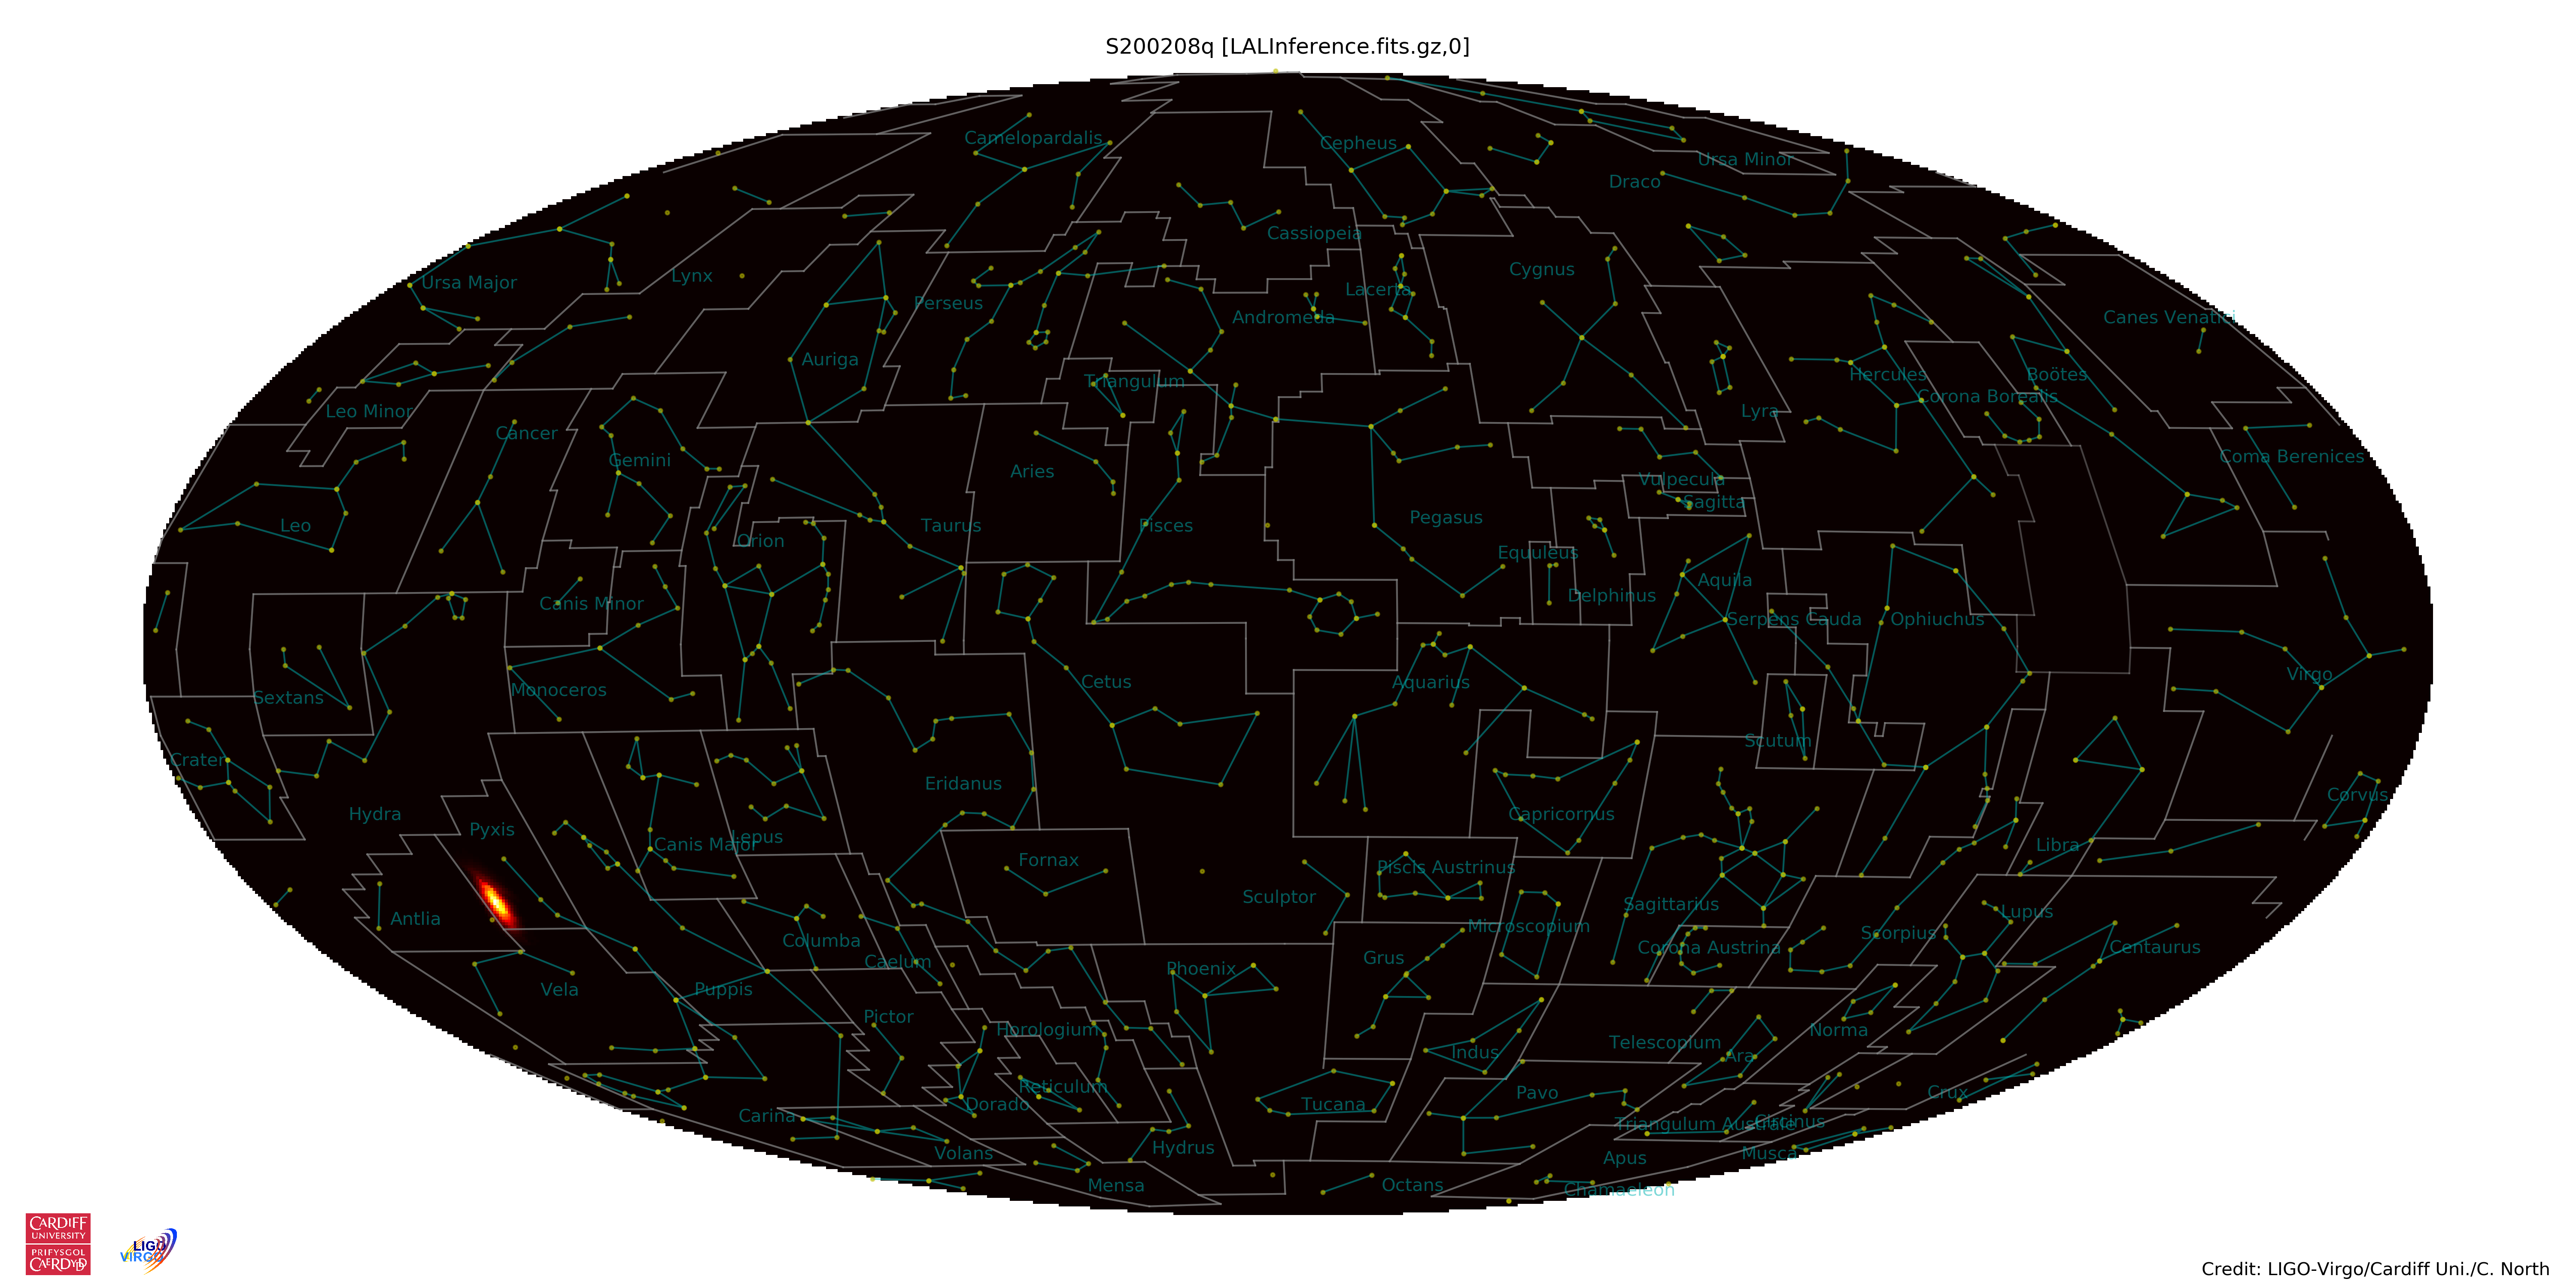 S200208q [LALInference.fits.gz,0]
Camelopardalis
Cepheus
Ursa Minor
Draco
Cassiopeia
Ursa Major
Lynx
Perseus
Lacerta
Cygnus
Andromeda
Canes Venatici
Auriga
Triangulum
Hercules
Boötes
Corona Borealis
Leo Minor
Lyra
Cancer
Gemini
Aries
Coma Berenices
Vulpecula
Sagitta
Leo
Orion
Taurus
Pisces
Pegasus
Equuleus
Aquila
Canis Minor
Delphinus
Serpens Cauda
Ophiuchus
Sextans
Monoceros
Cetus
Aquarius
Virgo
Crater
Scutum
Eridanus
Corvus
Hydra
Pyxis
Capricornus
Canis Major
Lepus
Libra
Fornax
Piscis Austrinus
Sculptor
Sagittarius
Antlia
Microscopium
Lupus
Columba
Corona Austrina
Scorpius
Centaurus
Caelum
Grus
Phoenix
Vela
Puppis
Pictor
Horologium
Telescopium
Norma
Indus
Ara
Reticulum
Pavo
Crux
Dorado
Tucana
Carina
Triangulum Australe
Circinus
Hydrus
Volans
Musca
Apus
Mensa
Octans
Chamaeleon
CARDIFF
UNIVERSITY
PRIFYSGOL
CAERDYDD
LIGO
VIRGO
Credit: LIGO-Virgo/Cardiff Uni./C. North